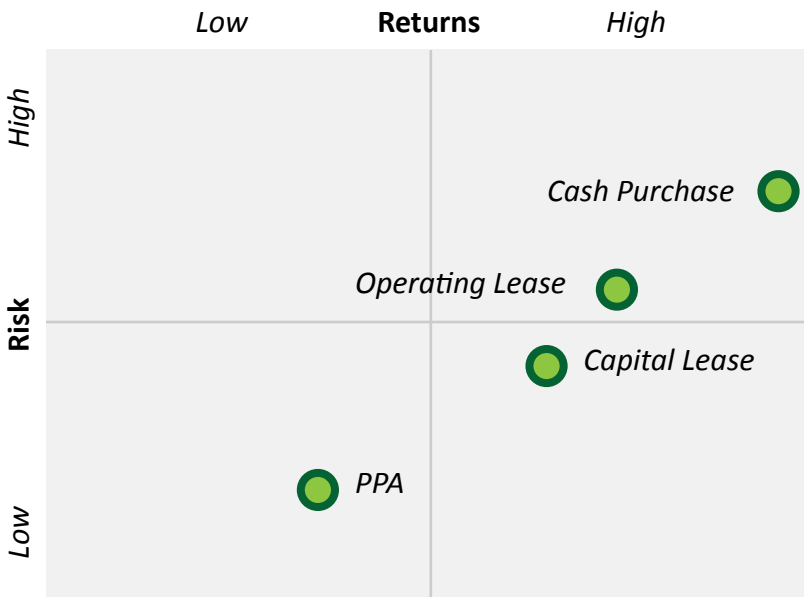 Low Returns High
High
Cash Purchase
Operating Lease
Risk
Capital Lease
PPA
Low